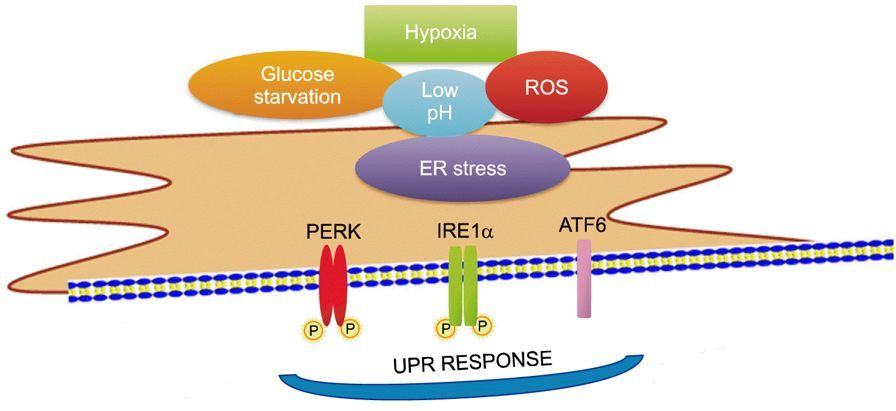 Hypoxia
Glucose
starvation
Low
pH
ROS
ER stress
PERK
IRE1α
ATF6
P
P
P
P
UPR RESPONSE